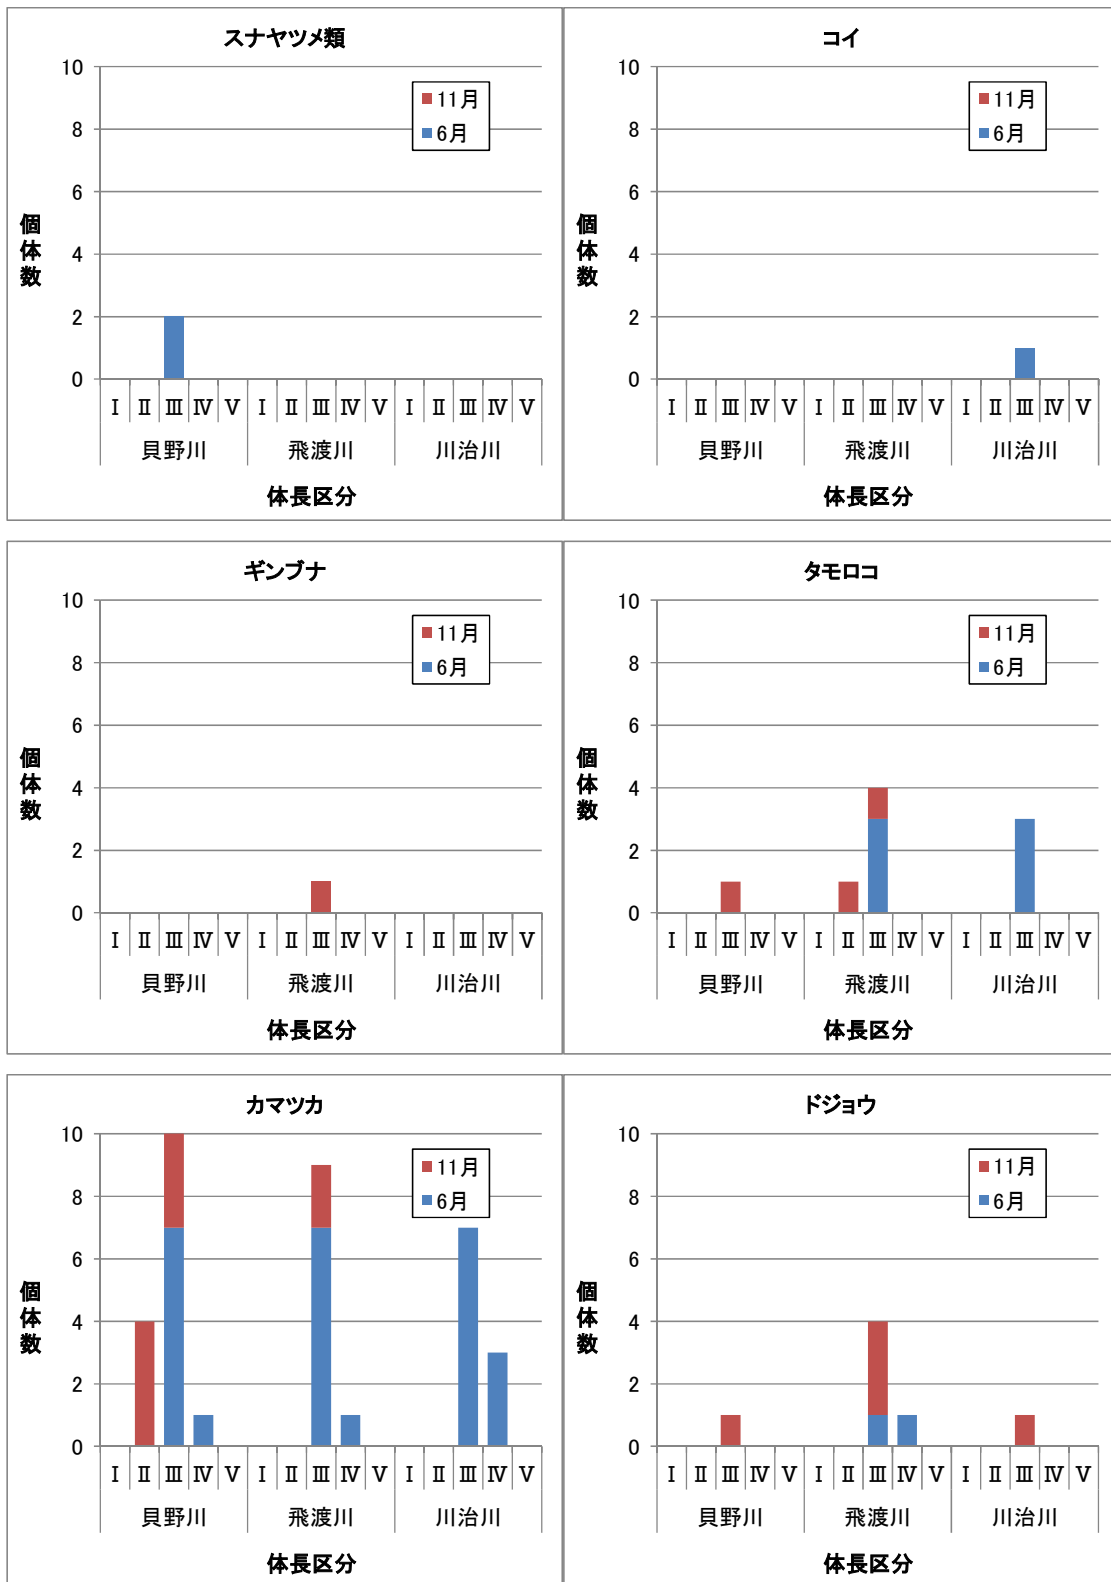 スナヤツメ類
10
8
6
4
2
0
個体数
11月
6月
Ⅰ Ⅱ Ⅲ Ⅳ Ⅴ Ⅰ Ⅱ Ⅲ Ⅳ Ⅴ Ⅰ Ⅱ Ⅲ Ⅳ Ⅴ
貝野川 飛渡川 川治川
体長区分
コイ
10
8
6
4
2
0
個体数
11月
6月
Ⅰ Ⅱ Ⅲ Ⅳ Ⅴ Ⅰ Ⅱ Ⅲ Ⅳ Ⅴ Ⅰ Ⅱ Ⅲ Ⅳ Ⅴ
貝野川 飛渡川 川治川
体長区分
ギンブナ
10
8
6
4
2
0
個体数
11月
6月
Ⅰ Ⅱ Ⅲ Ⅳ Ⅴ Ⅰ Ⅱ Ⅲ Ⅳ Ⅴ Ⅰ Ⅱ Ⅲ Ⅳ Ⅴ
貝野川 飛渡川 川治川
体長区分
タモロコ
10
8
6
4
2
0
個体数
11月
6月
Ⅰ Ⅱ Ⅲ Ⅳ Ⅴ Ⅰ Ⅱ Ⅲ Ⅳ Ⅴ Ⅰ Ⅱ Ⅲ Ⅳ Ⅴ
貝野川 飛渡川 川治川
体長区分
カマツカ
10
8
6
4
2
0
個体数
11月
6月
Ⅰ Ⅱ Ⅲ Ⅳ Ⅴ Ⅰ Ⅱ Ⅲ Ⅳ Ⅴ Ⅰ Ⅱ Ⅲ Ⅳ Ⅴ
貝野川 飛渡川 川治川
体長区分
ドジョウ
10
8
6
4
2
0
個体数
11月
6月
Ⅰ Ⅱ Ⅲ Ⅳ Ⅴ Ⅰ Ⅱ Ⅲ Ⅳ Ⅴ Ⅰ Ⅱ Ⅲ Ⅳ Ⅴ
貝野川 飛渡川 川治川
体長区分